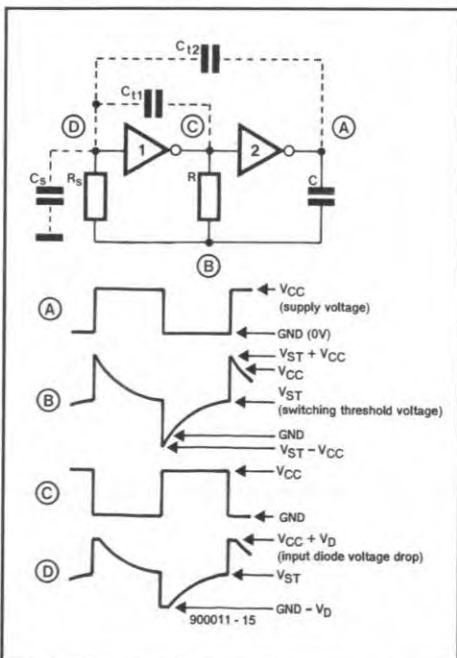 Ct2
Ct1
D
C
A
1
2
Cs
Rs
R
C
B
A
VCC
(supply voltage)
GND (0V)
B
VST + VCC
VCC
VST
(switching threshold voltage)
GND
VST – VCC
C
VCC
GND
D
VCC + VD
(input diode voltage drop)
VST
GND – VD
900011 - 15